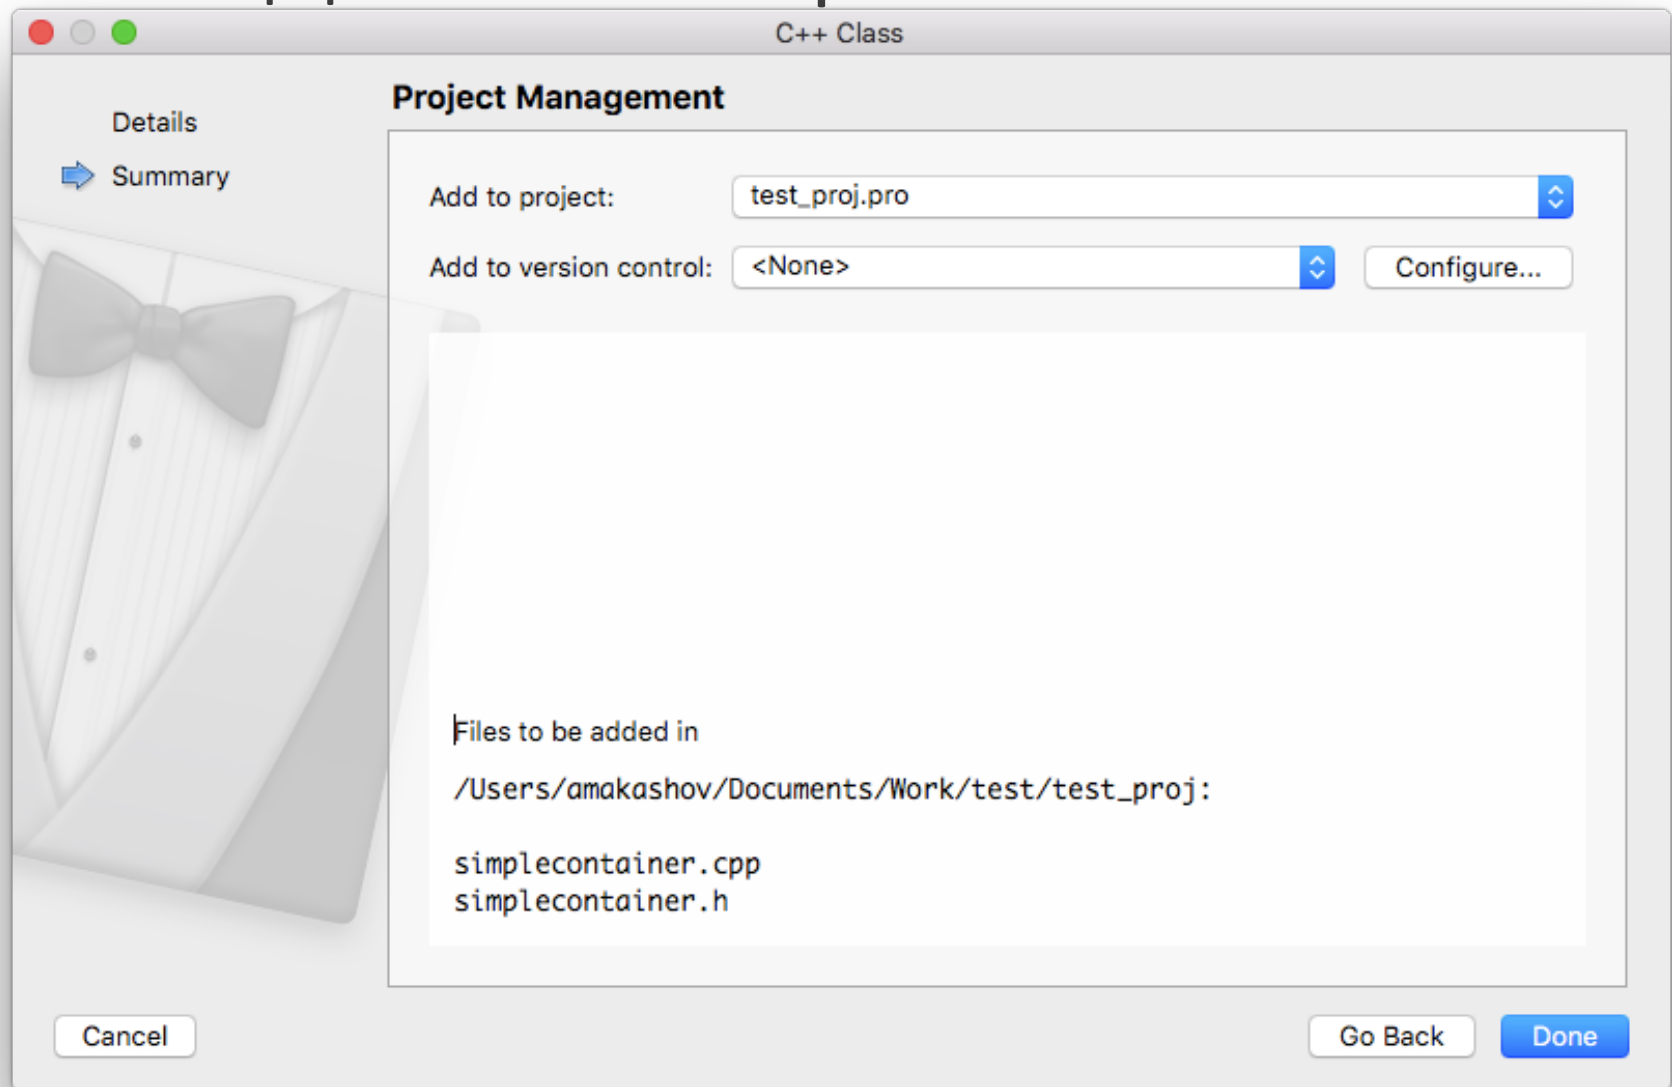 C++ Class
Details
Summary
Project Management
Add to project:
test_proj.pro
Add to version control:
<None>
Configure...
Files to be added in
/Users/amakashov/Documents/Work/test/test_proj:
simplecontainer.cpp
simplecontainer.h
Cancel
Go Back
Done